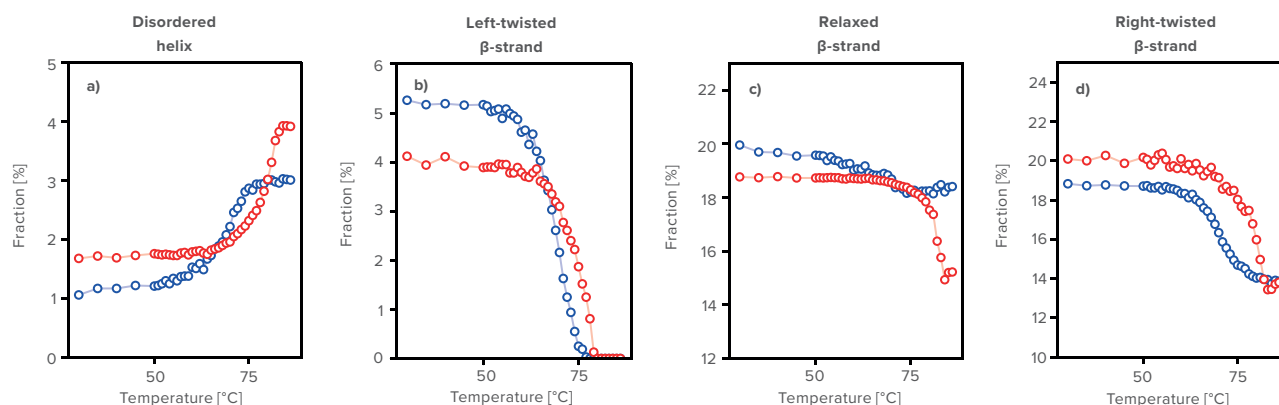 Disordered
helix
a)
5
4
3
2
1
0
Fraction [%]
50
75
Temperature [°C]
Left-twisted
β-strand
b)
6
5
4
3
2
1
0
Fraction [%]
50
75
Temperature [°C]
Relaxed
β-strand
c)
22
20
18
16
14
12
Fraction [%]
50
75
Temperature [°C]
Right-twisted
β-strand
d)
24
22
20
18
16
14
12
10
Fraction [%]
50
75
Temperature [°C]